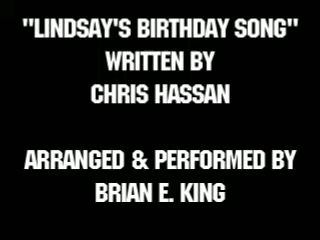 "LINDSAY'S BIRTHDAY SONG"
WRITTEN BY
CHRIS HASSAN
ARRANGED & PERFORMED BY
BRIAN E. KING